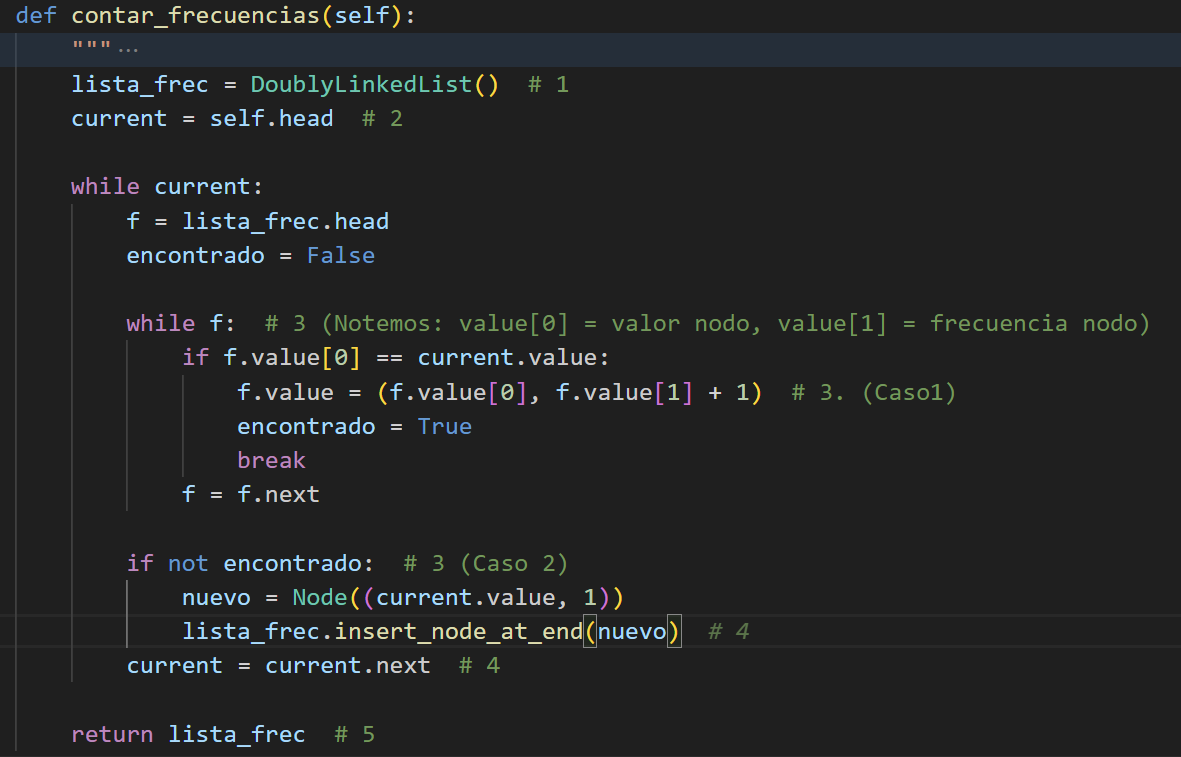 def contar_frecuencias(self):
    """...
    lista_frec = DoublyLinkedList()  # 1
    current = self.head  # 2
    while current:
        f = lista_frec.head
        encontrado = False
        while f:  # 3 (Notemos: value[0] = valor nodo, value[1] = frecuencia nodo)
            if f.value[0] == current.value:
                f.value = (f.value[0], f.value[1] + 1)  # 3. (Caso1)
                encontrado = True
                break
            f = f.next
        if not encontrado:  # 3 (Caso 2)
            nuevo = Node((current.value, 1))
            lista_frec.insert_node_at_end(nuevo)  # 4
        current = current.next  # 4
    return lista_frec  # 5